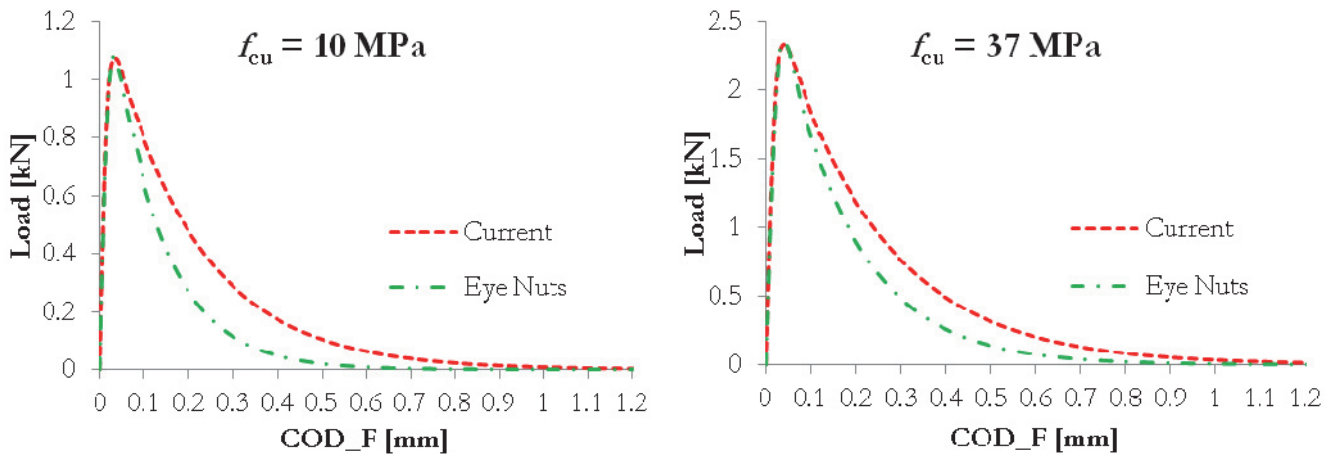 f_cu = 10 MPa
Load [kN]
1.2
1
0.8
0.6
0.4
0.2
0
Current
Eye Nuts
0 0.1 0.2 0.3 0.4 0.5 0.6 0.7 0.8 0.9 1 1.1 1.2
COD_F [mm]
f_cu = 37 MPa
Load [kN]
2.5
2
1.5
1
0.5
0
Current
Eye Nuts
0 0.1 0.2 0.3 0.4 0.5 0.6 0.7 0.8 0.9 1 1.1 1.2
COD_F [mm]